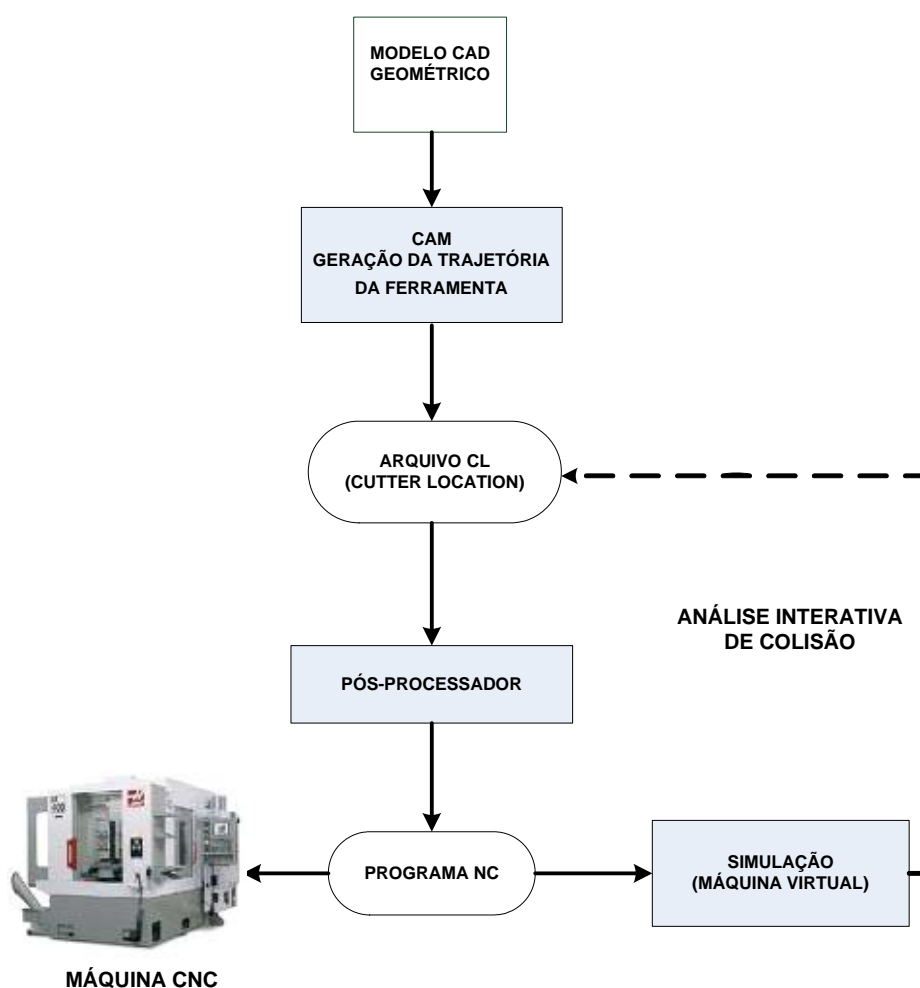 MODELO CAD
GEOMÉTRICO
CAM
GERAÇÃO DA TRAJETÓRIA
DA FERRAMENTA
ARQUIVO CL
(CUTTER LOCATION)
ANÁLISE INTERATIVA
DE COLISÃO
PÓS-PROCESSADOR
PROGRAMA NC
SIMULAÇÃO
(MÁQUINA VIRTUAL)
MÁQUINA CNC